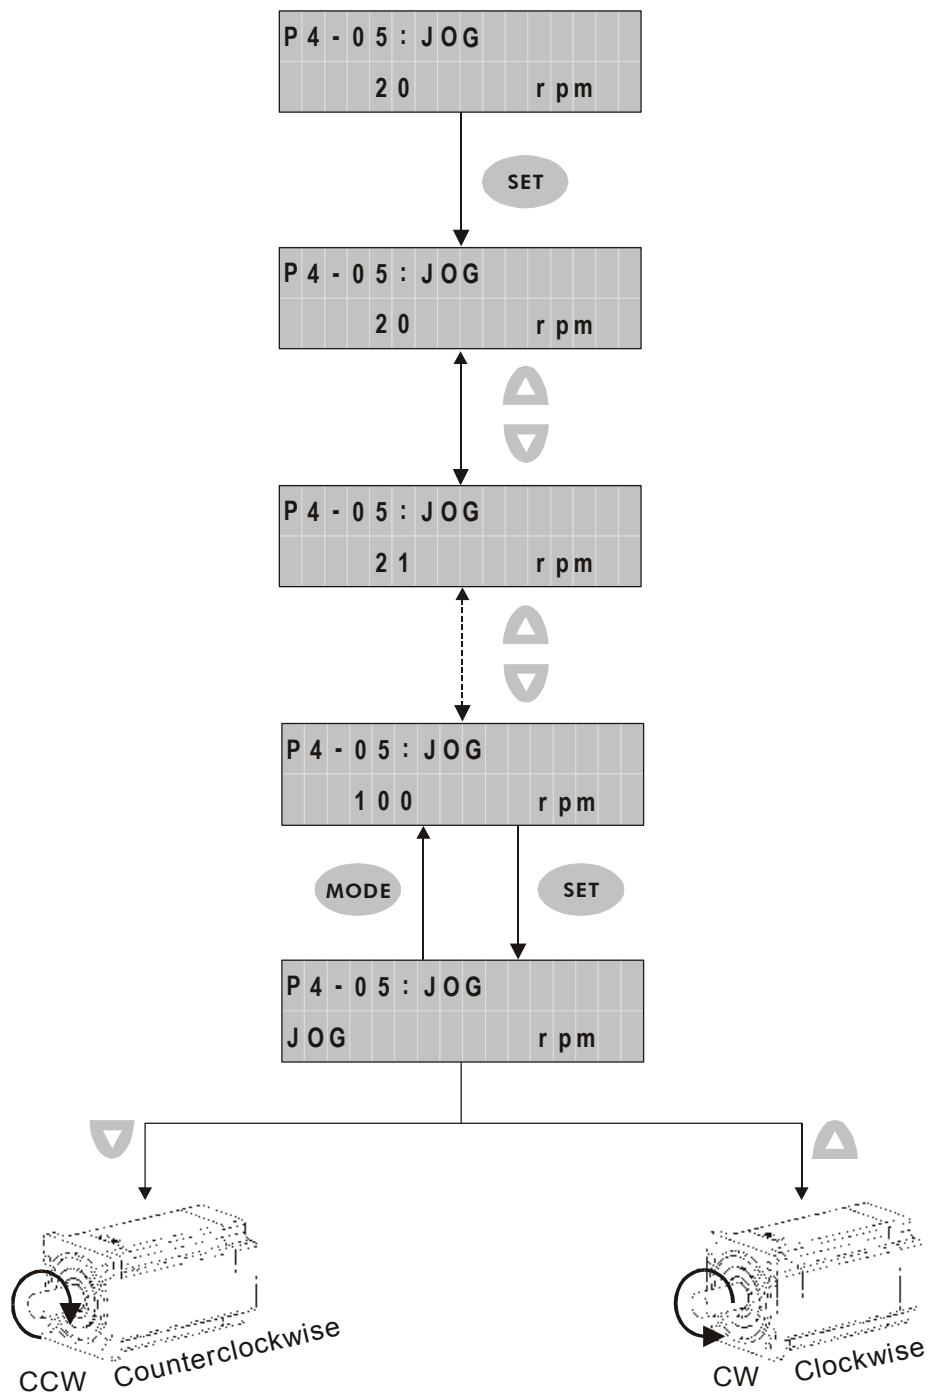 P4-05:JOG
20 rpm
SET
P4-05:JOG
20 rpm
P4-05:JOG
21 rpm
P4-05:JOG
100 rpm
MODE SET
P4-05:JOG
JOG rpm
CCW Counterclockwise
CW Clockwise